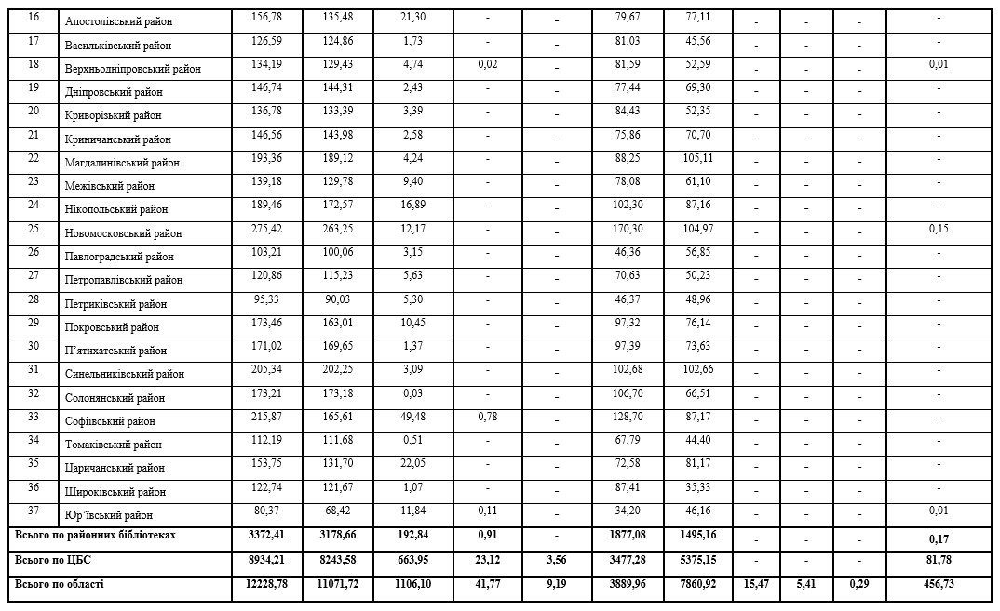 16 Апостолівський район 156,78 135,48 21,30 - - 79,67 77,11 - - - -
17 Васильківський район 126,59 124,86 1,73 - - 81,03 45,56 - - - -
18 Верхньодніпровський район 134,19 129,43 4,74 0,02 - 81,59 52,59 - - - 0,01
19 Дніпровський район 146,74 144,31 2,43 - - 77,44 69,30 - - - -
20 Криворізький район 136,78 133,39 3,39 - - 84,43 52,35 - - - -
21 Криничанський район 146,56 143,98 2,58 - - 75,86 70,70 - - - -
22 Магдалинівський район 193,36 189,12 4,24 - - 88,25 105,11 - - - -
23 Межівський район 139,18 129,78 9,40 - - 78,08 61,10 - - - -
24 Нікопольський район 189,46 172,57 16,89 - - 102,30 87,16 - - - -
25 Новомосковський район 275,42 263,25 12,17 - - 170,30 104,97 - - - 0,15
26 Павлоградський район 103,21 100,06 3,15 - - 46,36 56,85 - - - -
27 Петропавлівський район 120,86 115,23 5,63 - - 70,63 50,23 - - - -
28 Петриківський район 95,33 90,03 5,30 - - 46,37 48,96 - - - -
29 Покровський район 173,46 163,01 10,45 - - 97,32 76,14 - - - -
30 П’ятихатський район 171,02 169,65 1,37 - - 97,39 73,63 - - - -
31 Синельниківський район 205,34 202,25 3,09 - - 102,68 102,66 - - - -
32 Солонянський район 173,21 173,18 0,03 - - 106,70 66,51 - - - -
33 Софіївський район 215,87 165,61 49,48 0,78 - 128,70 87,17 - - - -
34 Томаківський район 112,19 111,68 0,51 - - 67,79 44,40 - - - -
35 Царичанський район 153,75 131,70 22,05 - - 72,58 81,17 - - - -
36 Широківський район 122,74 121,67 1,07 - - 87,41 35,33 - - - -
37 Юр’ївський район 80,37 68,42 11,84 0,11 - 34,20 46,16 - - - 0,01
Всього по районних бібліотеках 3372,41 3178,66 192,84 0,91 - 1877,08 1495,16 - - - 0,17
Всього по ЦБС 8934,21 8243,58 663,95 23,12 3,56 3477,28 5375,15 - - - 81,78
Всього по області 12228,78 11071,72 1106,10 41,77 9,19 3889,96 7860,92 15,47 5,41 0,29 456,73